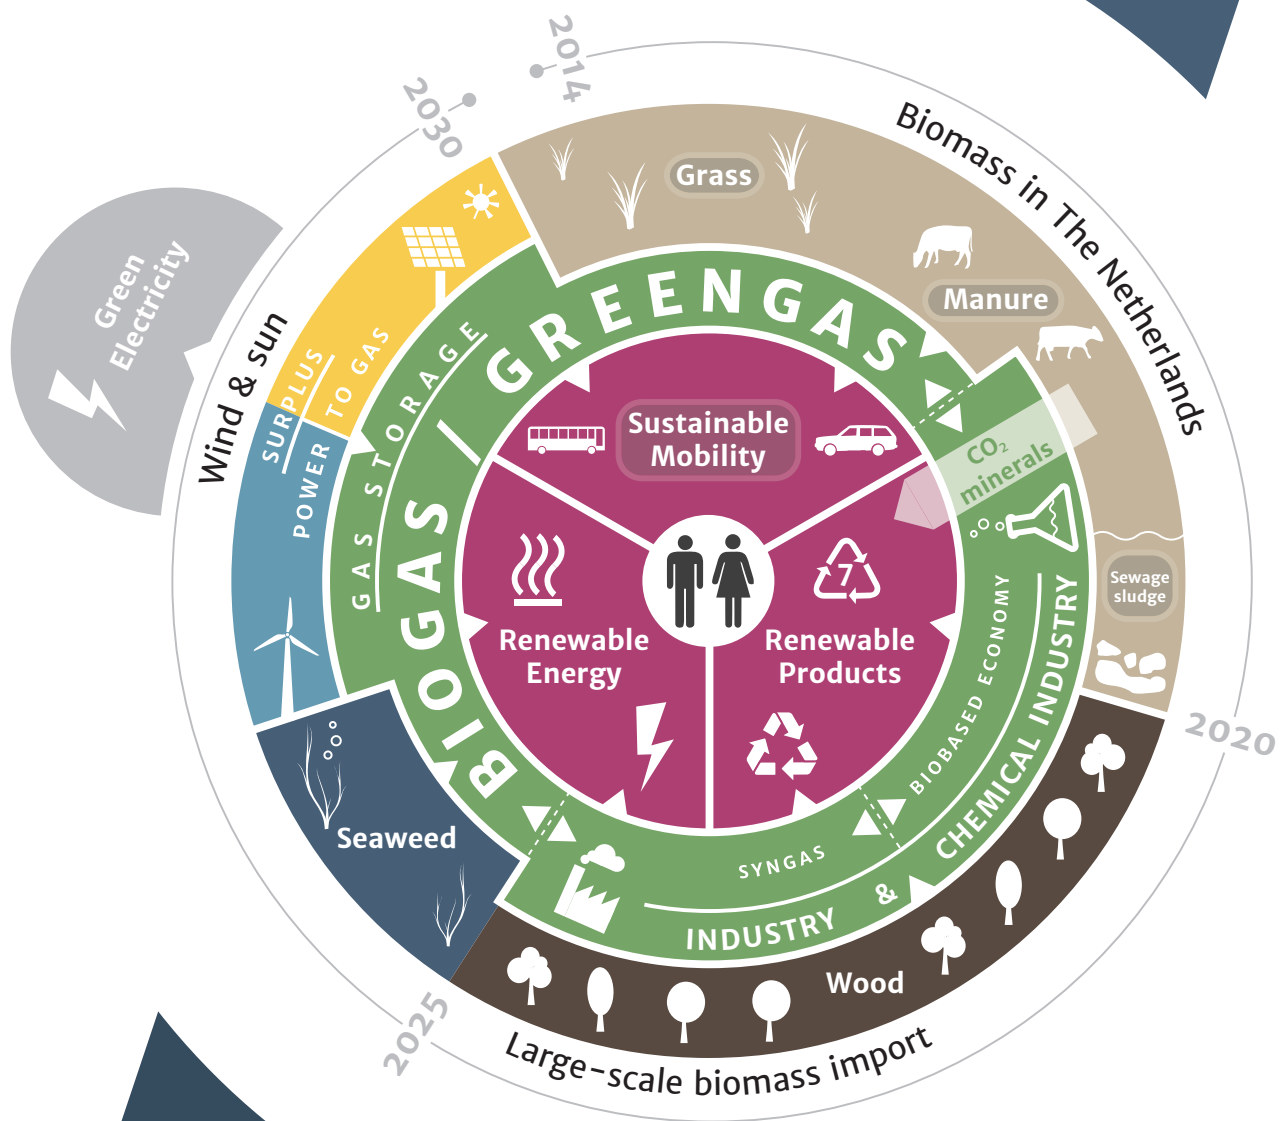 2014
2030
Biomass in The Netherlands
Grass
Manure
Green
Electricity
Wind & sun
SURPLUS
POWER TO GAS
GAS STORAGE
BIOGAS / GREENGAS
Sustainable
Mobility
CO₂
minerals
Sewage
sludge
Renewable
Energy
7
Renewable
Products
BIOBASED ECONOMY
SYNGAS
INDUSTRY & CHEMICAL INDUSTRY
2020
Seaweed
Wood
2025
Large-scale biomass import